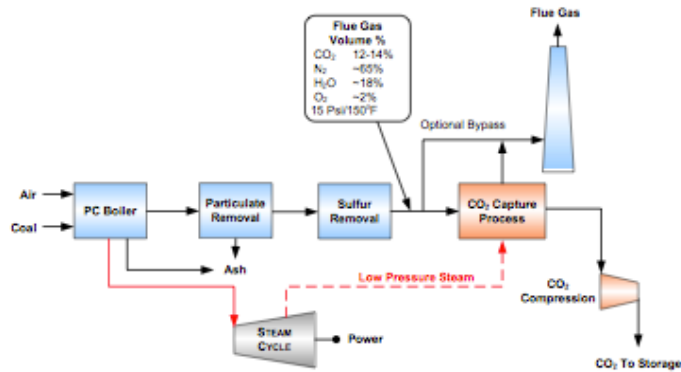 Flue Gas
Flue Gas
Volume %
CO₂ 12-14%
N₂ ~65%
H₂O ~18%
O₂ ~2%
15 Psi/150°F
Optional Bypass
Air
Coal
PC Boiler
Particulate
Removal
Sulfur
Removal
CO₂ Capture
Process
Ash
Low Pressure Steam
CO₂
Compression
STEAM
CYCLE
Power
CO₂ To Storage